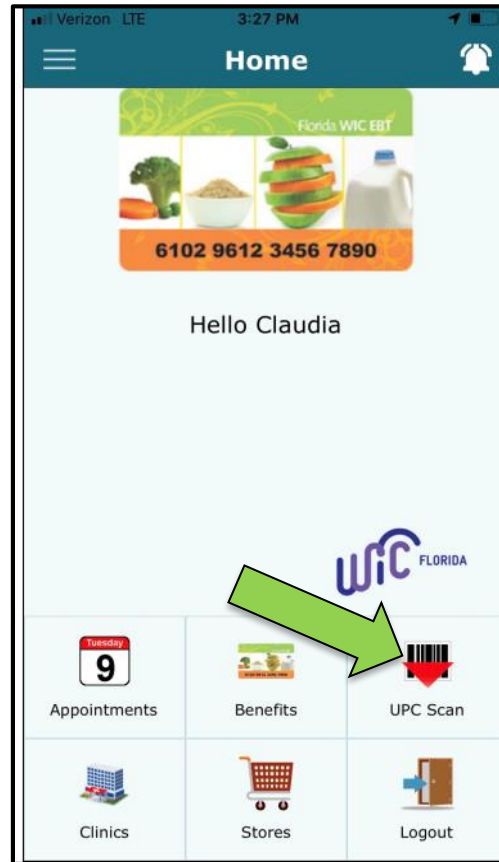 Verizon LTE 3:27 PM
Home
Florida WIC EBT
6102 9612 3456 7890
Hello Claudia
WIC FLORIDA
Tuesday
9
Appointments Benefits UPC Scan
Clinics Stores Logout